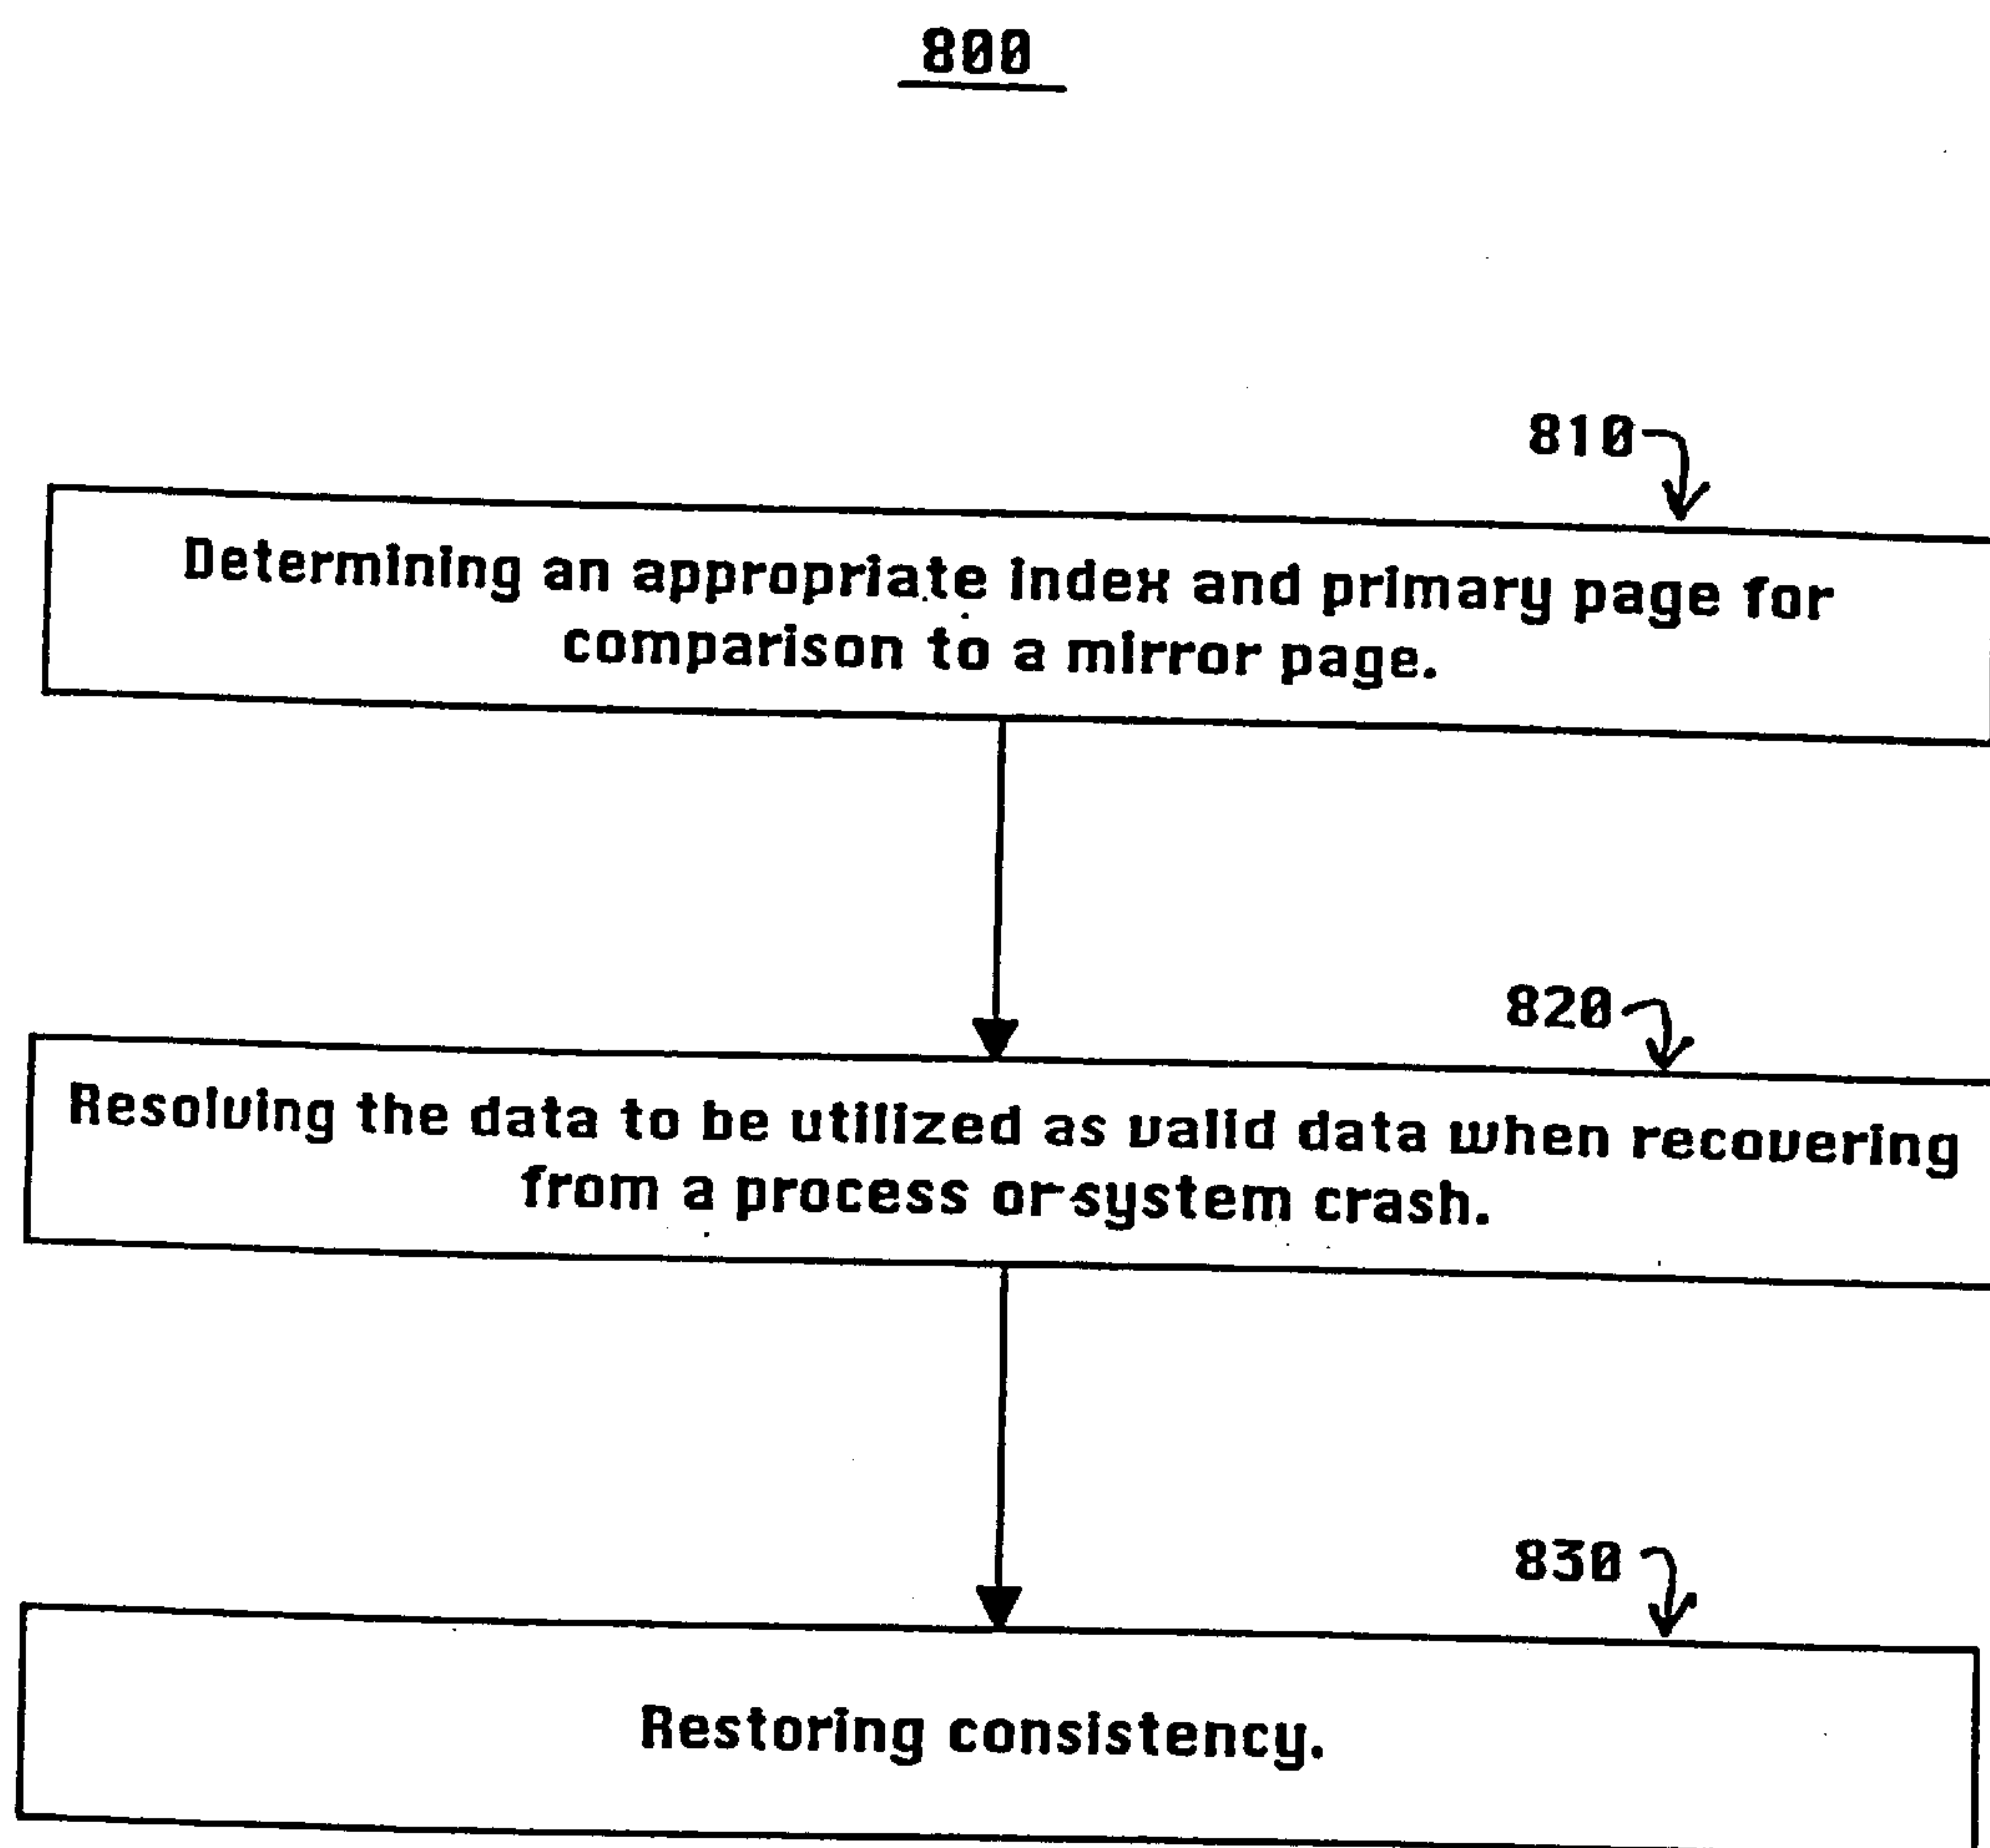 800
810
Determining an appropriate index and primary page for
comparison to a mirror page.
820
Resolving the data to be utilized as valid data when recovering
from a process or system crash.
830
Restoring consistency.